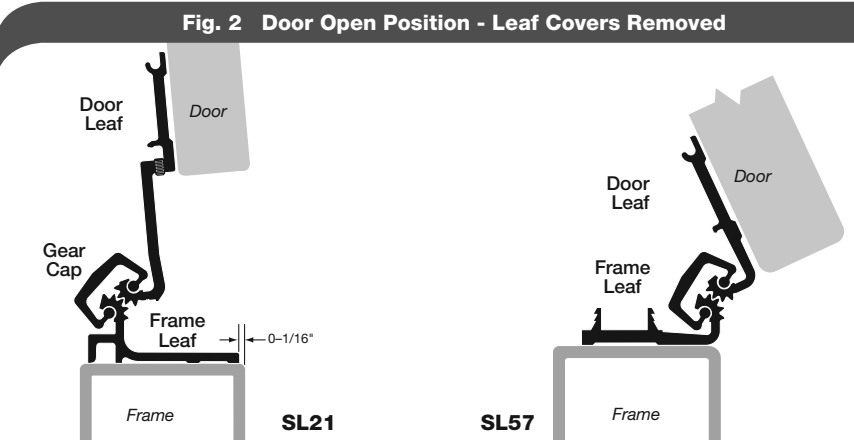 Fig. 2 Door Open Position - Leaf Covers Removed
Door
Leaf
Door
Gear
Cap
Frame
Leaf
0–1/16"
Frame
SL21
Door
Leaf
Door
Frame
Leaf
SL57
Frame